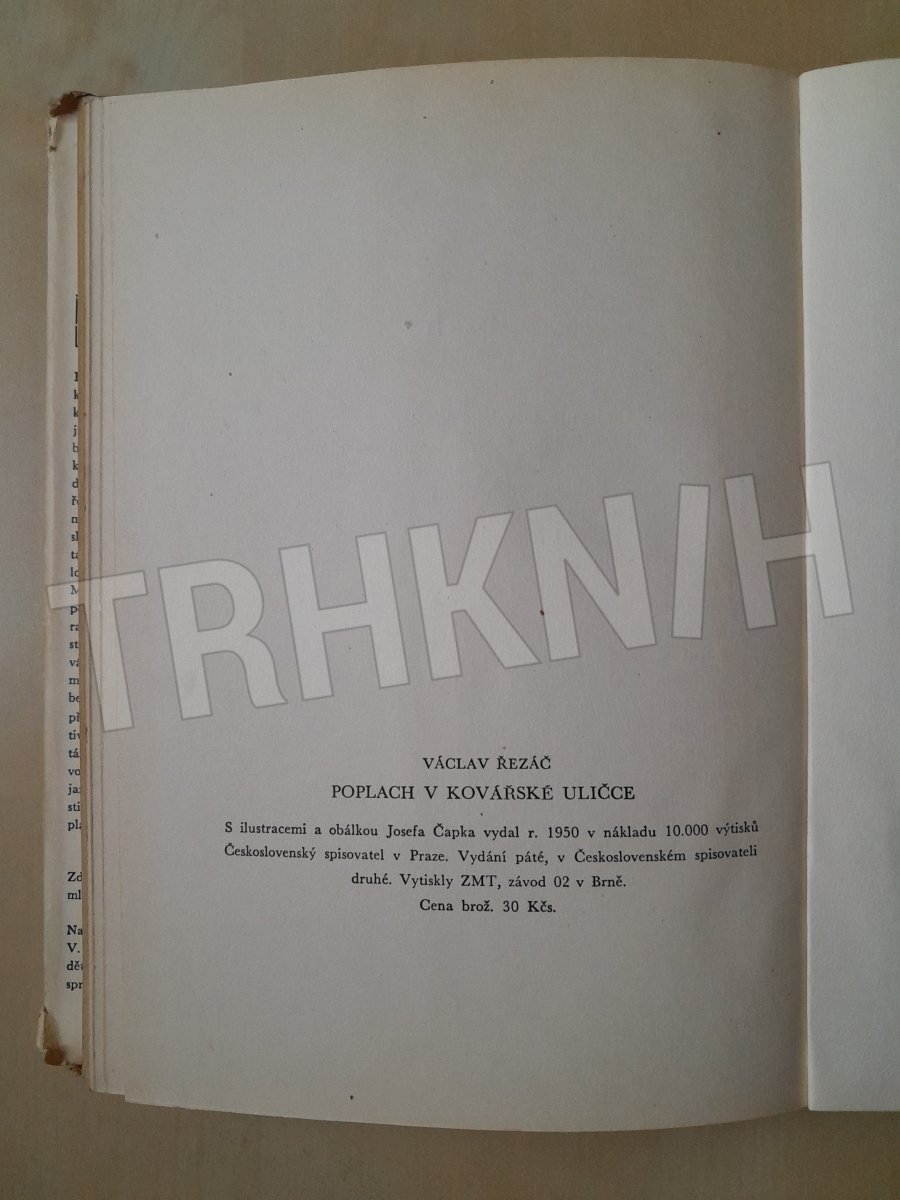 TRHKNIH
VÁCLAV ŘEZÁČ
POPLACH V KOVÁŘSKÉ ULIČCE
S ilustracemi a obálkou Josefa Čapka vydal r. 1950 v nákladu 10.000 výtisků
Československý spisovatel v Praze. Vydání páté, v Československém spisovateli
druhé. Vytiskly ZMT, závod 02 v Brně.
Cena brož. 30 Kčs.